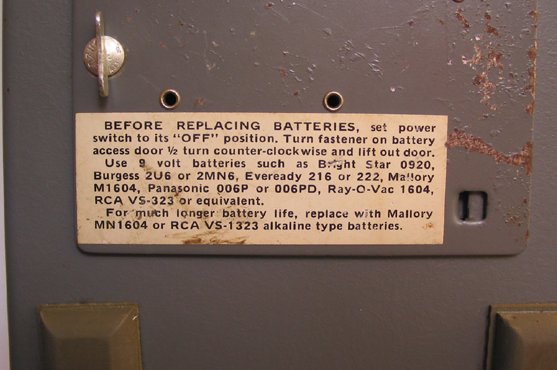 BEFORE REPLACING BATTERIES, set power
switch to its "OFF" position. Turn fastener on battery
access door ½ turn counter-clockwise and lift out door.
Use 9 volt batteries such as Bright Star 0920,
Burgess 2U6 or 2MN6, Eveready 216 or 222, Mallory
M1604, Panasonic 006P or 006PD, Ray-O-Vac 1604,
RCA VS-323 or equivalent.
For much longer battery life, replace with Mallory
MN1604 or RCA VS-1323 alkaline type batteries.